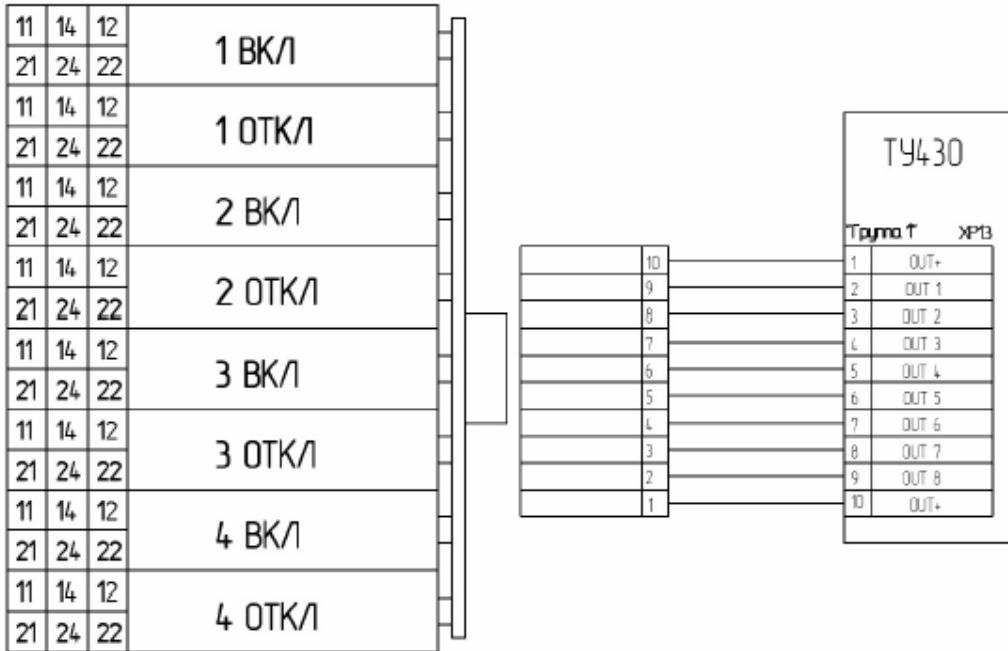 11 14 12
1 ВКЛ
21 24 22
11 14 12
1 ОТКЛ
21 24 22
11 14 12
2 ВКЛ
21 24 22
11 14 12
2 ОТКЛ
21 24 22
11 14 12
3 ВКЛ
21 24 22
11 14 12
3 ОТКЛ
21 24 22
11 14 12
4 ВКЛ
21 24 22
11 14 12
4 ОТКЛ
21 24 22
10
9
8
7
6
5
4
3
2
1
ТУ430
Группа 1 XP13
1 OUT+
2 OUT 1
3 OUT 2
4 OUT 3
5 OUT 4
6 OUT 5
7 OUT 6
8 OUT 7
9 OUT 8
10 OUT+